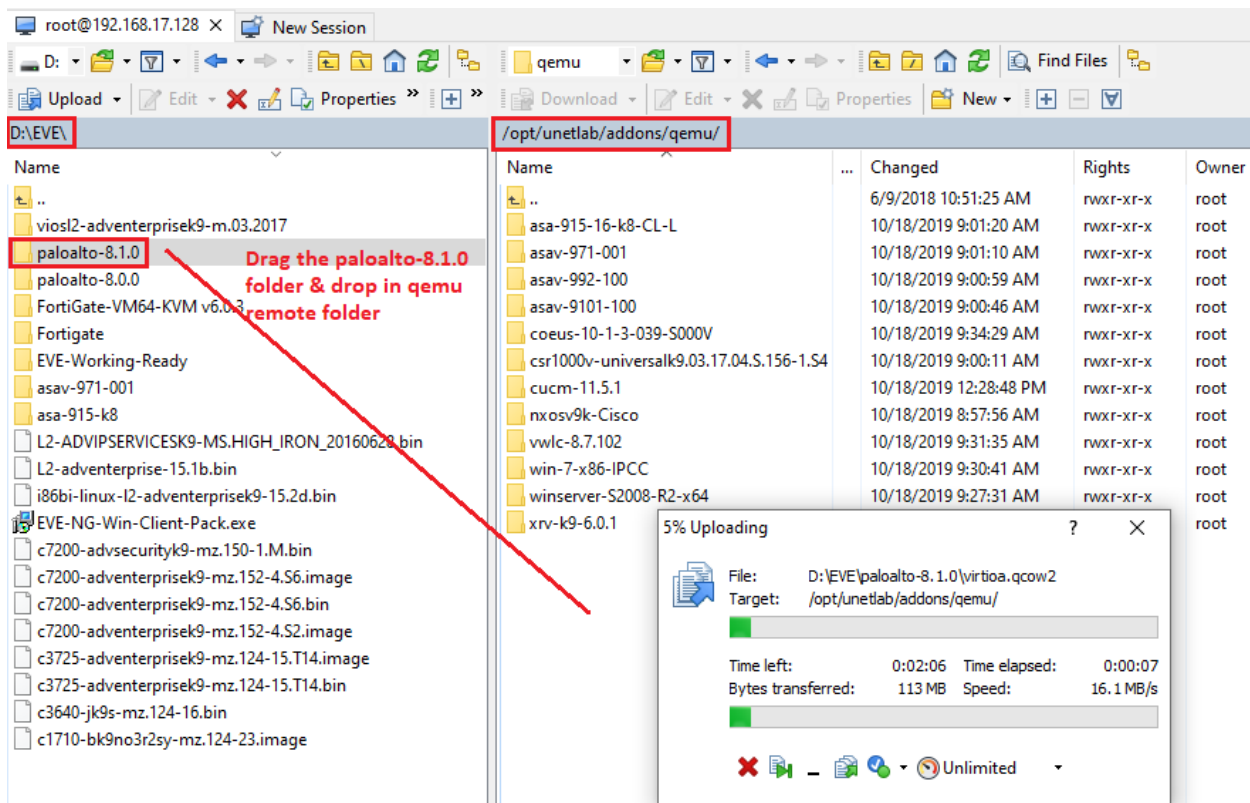 root@192.168.17.128 × New Session
D: qemu Find Files
Upload Edit Properties » » Download Edit Properties New
D:\EVE\ /opt/unetlab/addons/qemu/
Name
..
viosl2-adventerprisek9-m.03.2017
paloalto-8.1.0
paloalto-8.0.0
FortiGate-VM64-KVM v6.0.3
Fortigate
EVE-Working-Ready
asav-971-001
asa-915-k8
L2-ADVIPSERVICESK9-MS.HIGH_IRON_20160628.bin
L2-adventerprise-15.1b.bin
i86bi-linux-l2-adventerprisek9-15.2d.bin
EVE-NG-Win-Client-Pack.exe
c7200-advsecurityk9-mz.150-1.M.bin
c7200-adventerprisek9-mz.152-4.S6.image
c7200-adventerprisek9-mz.152-4.S6.bin
c7200-adventerprisek9-mz.152-4.S2.image
c3725-adventerprisek9-mz.124-15.T14.image
c3725-adventerprisek9-mz.124-15.T14.bin
c3640-jk9s-mz.124-16.bin
c1710-bk9no3r2sy-mz.124-23.image
Drag the paloalto-8.1.0
folder & drop in qemu
remote folder
Name ... Changed Rights Owner
.. 6/9/2018 10:51:25 AM rwxr-xr-x root
asa-915-16-k8-CL-L 10/18/2019 9:01:20 AM rwxr-xr-x root
asav-971-001 10/18/2019 9:01:10 AM rwxr-xr-x root
asav-992-100 10/18/2019 9:00:59 AM rwxr-xr-x root
asav-9101-100 10/18/2019 9:00:46 AM rwxr-xr-x root
coeus-10-1-3-039-S000V 10/18/2019 9:34:29 AM rwxr-xr-x root
csr1000v-universalk9.03.17.04.S.156-1.S4 10/18/2019 9:00:11 AM rwxr-xr-x root
cucm-11.5.1 10/18/2019 12:28:48 PM rwxr-xr-x root
nxosv9k-Cisco 10/18/2019 8:57:56 AM rwxr-xr-x root
vwlc-8.7.102 10/18/2019 9:31:35 AM rwxr-xr-x root
win-7-x86-IPCC 10/18/2019 9:30:41 AM rwxr-xr-x root
winserver-S2008-R2-x64 10/18/2019 9:27:31 AM rwxr-xr-x root
xrv-k9-6.0.1 root
5% Uploading ? ×
File: D:\EVE\paloalto-8.1.0\virtioa.qcow2
Target: /opt/unetlab/addons/qemu/
Time left: 0:02:06 Time elapsed: 0:00:07
Bytes transferred: 113 MB Speed: 16.1 MB/s
Unlimited